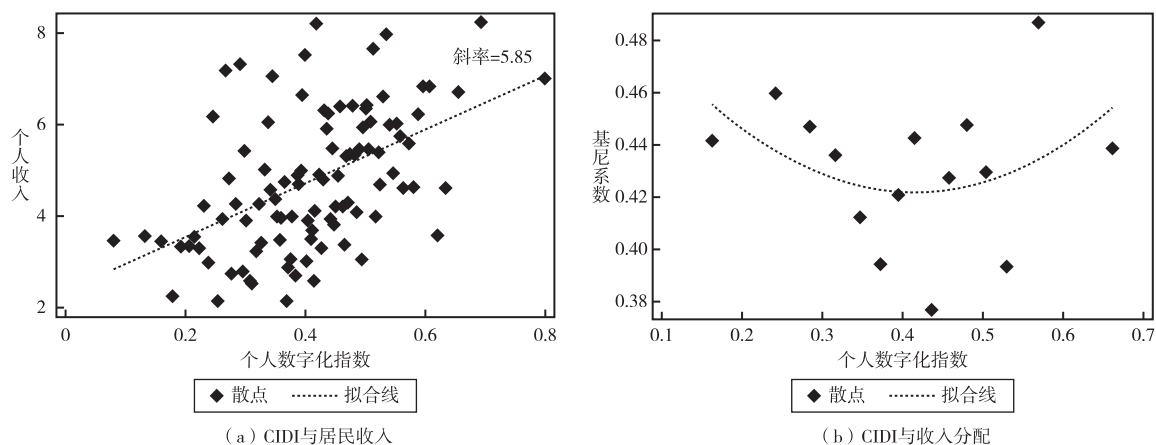 8
6
4
2
个人收入
斜率=5.85
0 0.2 0.4 0.6 0.8
个人数字化指数
散点 拟合线
(a)CIDI与居民收入
0.48
0.46
0.44
0.42
0.40
0.38
基尼系数
0.1 0.2 0.3 0.4 0.5 0.6 0.7
个人数字化指数
散点 拟合线
(b)CIDI与收入分配